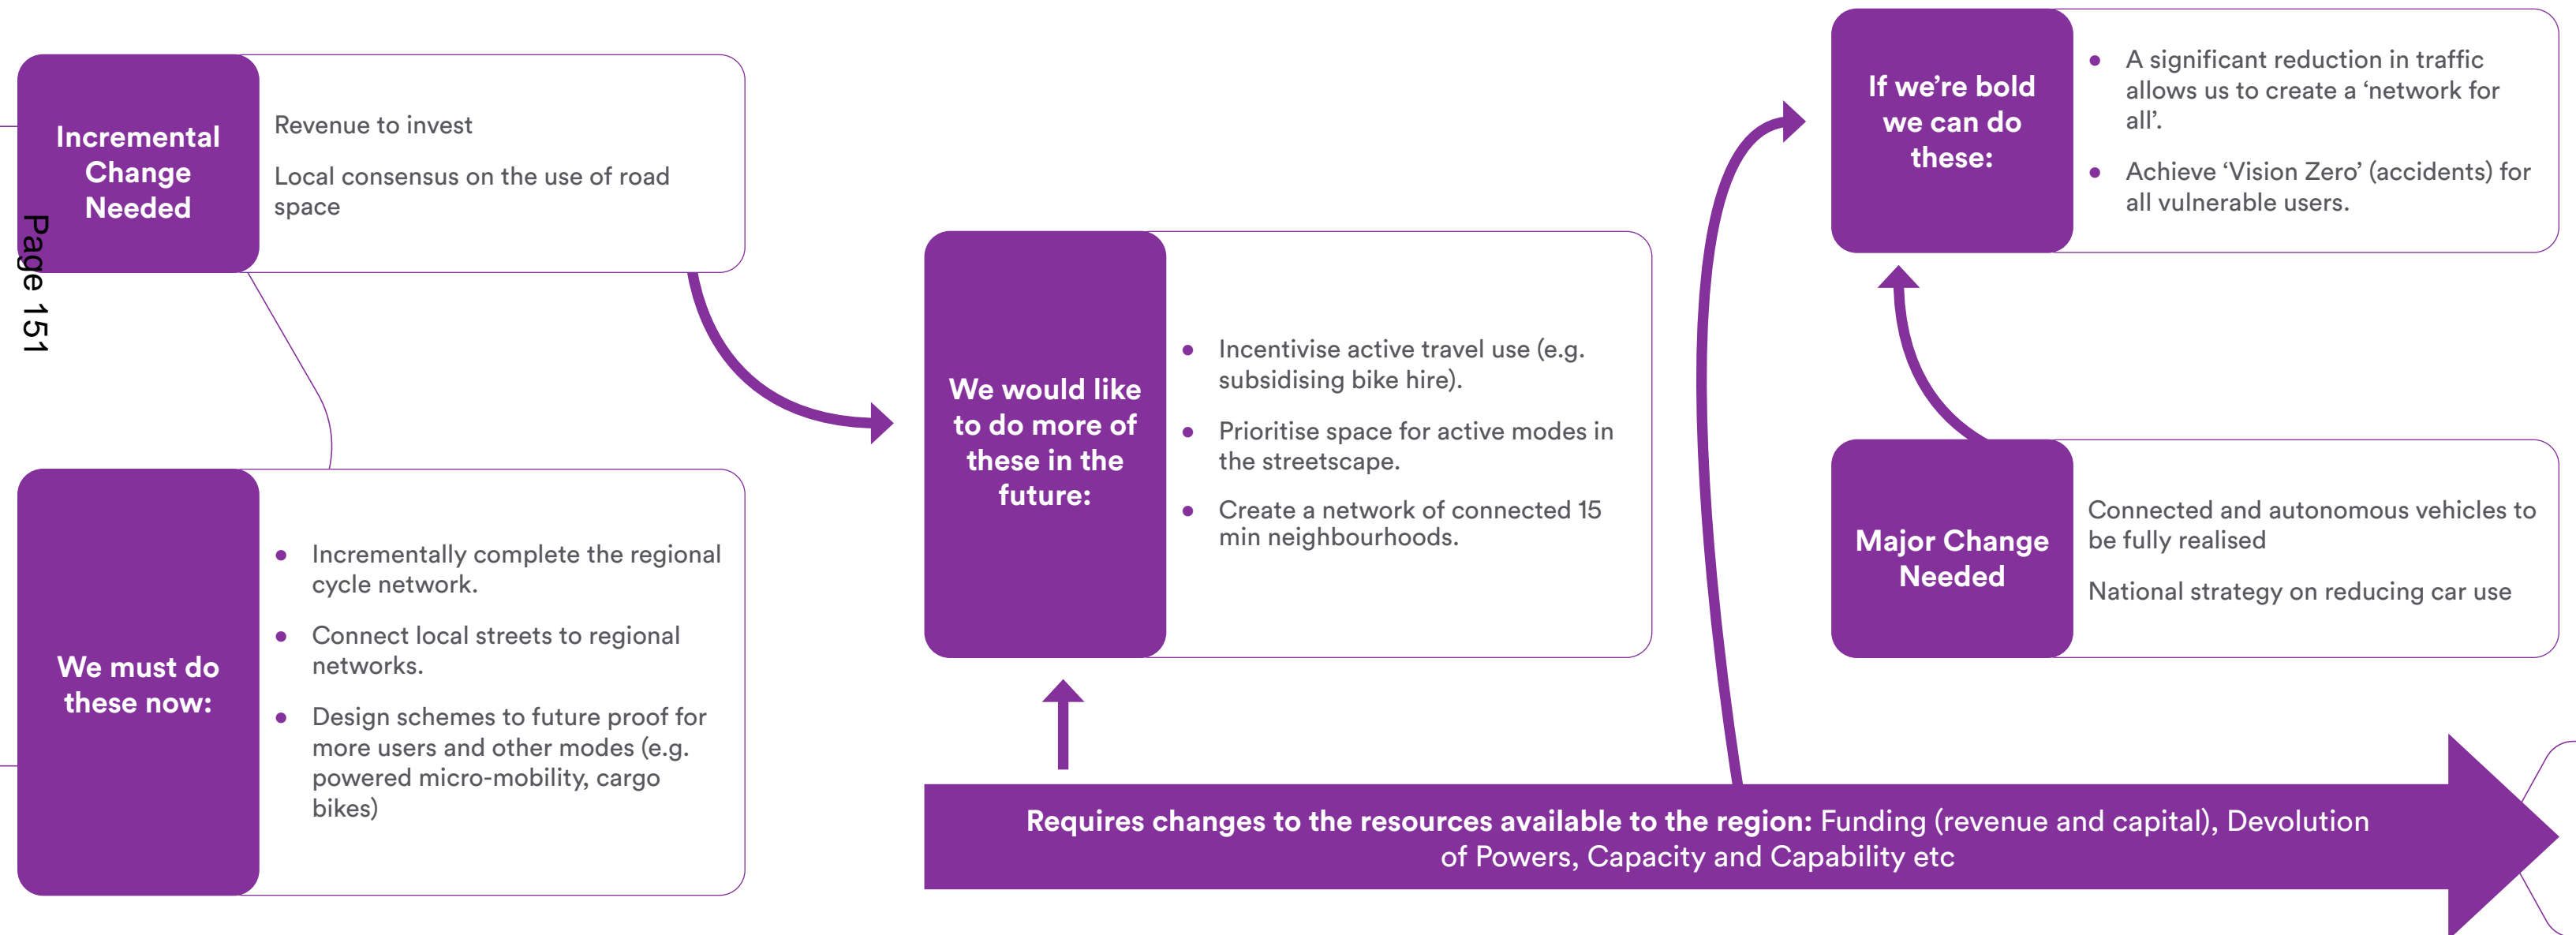 Incremental
Change
Needed
Revenue to invest
Local consensus on the use of road
space
Page 151
We must do
these now:
• Incrementally complete the regional
cycle network.
• Connect local streets to regional
networks.
• Design schemes to future proof for
more users and other modes (e.g.
powered micro-mobility, cargo
bikes)
We would like
to do more of
these in the
future:
• Incentivise active travel use (e.g.
subsidising bike hire).
• Prioritise space for active modes in
the streetscape.
• Create a network of connected 15
min neighbourhoods.
If we’re bold
we can do
these:
• A significant reduction in traffic
allows us to create a ‘network for
all’.
• Achieve ‘Vision Zero’ (accidents) for
all vulnerable users.
Major Change
Needed
Connected and autonomous vehicles to
be fully realised
National strategy on reducing car use
Requires changes to the resources available to the region: Funding (revenue and capital), Devolution
of Powers, Capacity and Capability etc